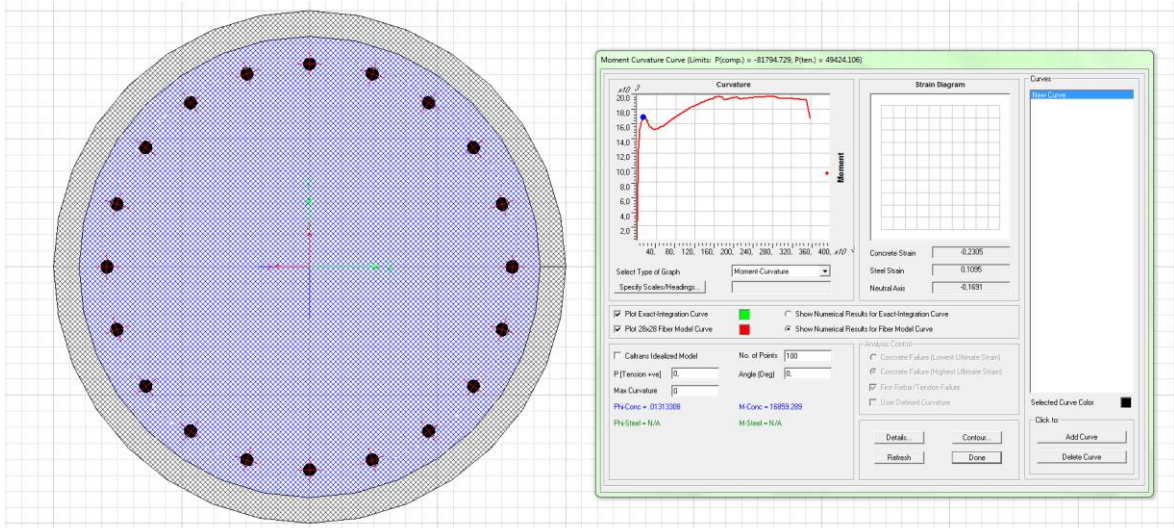 Moment Curvature Curve (Limits: P(comp.) = -81794.729, P(ten.) = 49424.106)
Curvature
x10 3
20,0
18,0
16,0
14,0
12,0
10,0
8,0
6,0
4,0
2,0
Moment
40, 80, 120, 160, 200, 240, 280, 320, 360, 400, x10
Select Type of Graph
Moment-Curvature
Specify Scales/Headings...
Strain Diagram
Concrete Strain
-0,2305
Steel Strain
0,1095
Neutral Axis
-0,1691
Curves
New Curve
Plot Exact-Integration Curve
Show Numerical Results for Exact-Integration Curve
Plot 28x28 Fiber Model Curve
Show Numerical Results for Fiber Model Curve
Caltrans Idealized Model
No. of Points
100
P [Tension +ve]
0,
Angle (Deg)
0,
Max Curvature
0
Phi-Conc = .01313308
M-Conc = 16859.289
Phi-Steel = N/A
M-Steel = N/A
Analysis Control
Concrete Failure (Lowest Ultimate Strain)
Concrete Failure (Highest Ultimate Strain)
First Rebar/Tendon Failure
User Defined Curvature
Details...
Contour...
Refresh
Done
Selected Curve Color
Click to:
Add Curve
Delete Curve